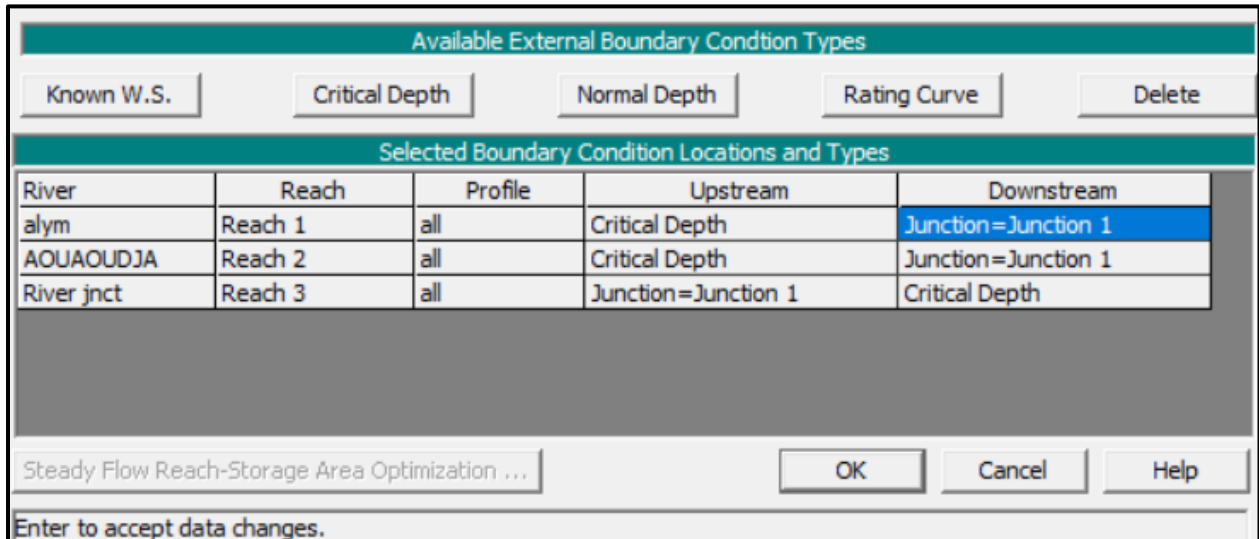 Available External Boundary Condtion Types
Known W.S. Critical Depth Normal Depth Rating Curve Delete
Selected Boundary Condition Locations and Types
River Reach Profile Upstream Downstream
alym Reach 1 all Critical Depth Junction=Junction 1
AOUAOUDJA Reach 2 all Critical Depth Junction=Junction 1
River jnct Reach 3 all Junction=Junction 1 Critical Depth
Steady Flow Reach-Storage Area Optimization ... OK Cancel Help
Enter to accept data changes.